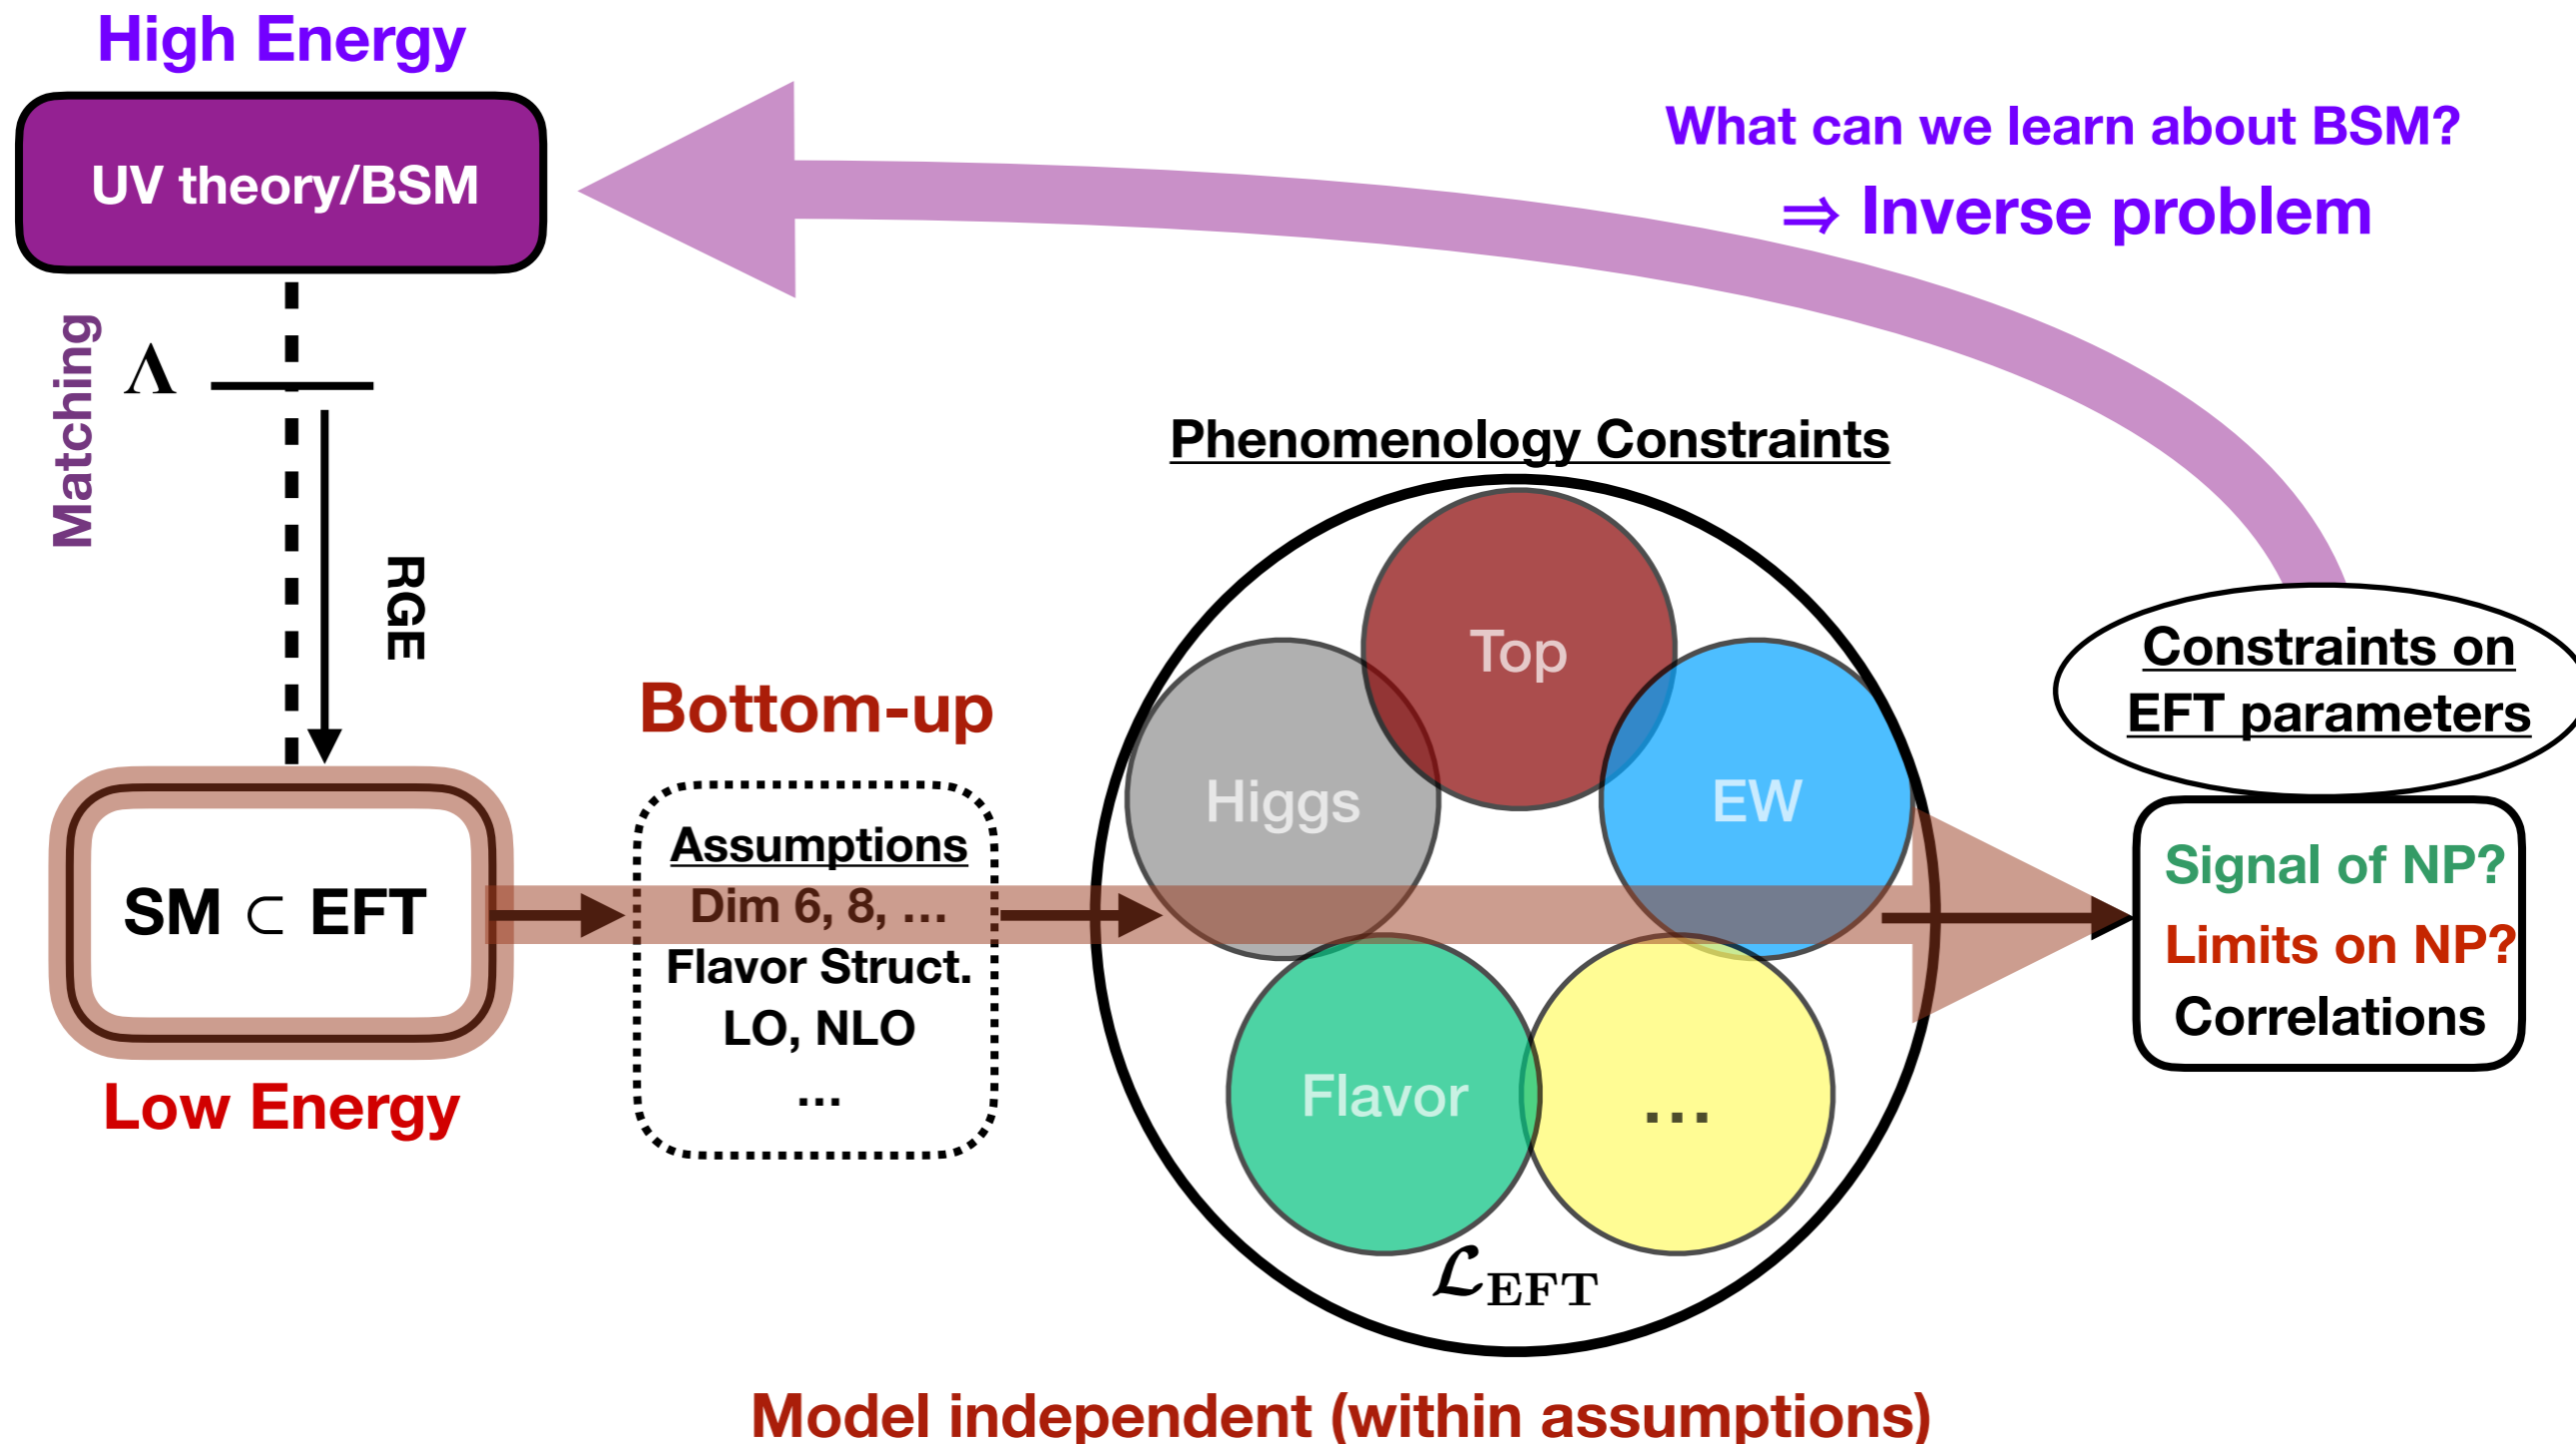 High Energy
UV theory/BSM
What can we learn about BSM?
⇒ Inverse problem
Matching
Λ
RGE
SM ⊂ EFT
Low Energy
Bottom-up
Assumptions
Dim 6, 8, ...
Flavor Struct.
LO, NLO
...
Phenomenology Constraints
Top
Higgs
EW
Flavor
...
ℒEFT
Constraints on
EFT parameters
Signal of NP?
Limits on NP?
Correlations
Model independent (within assumptions)